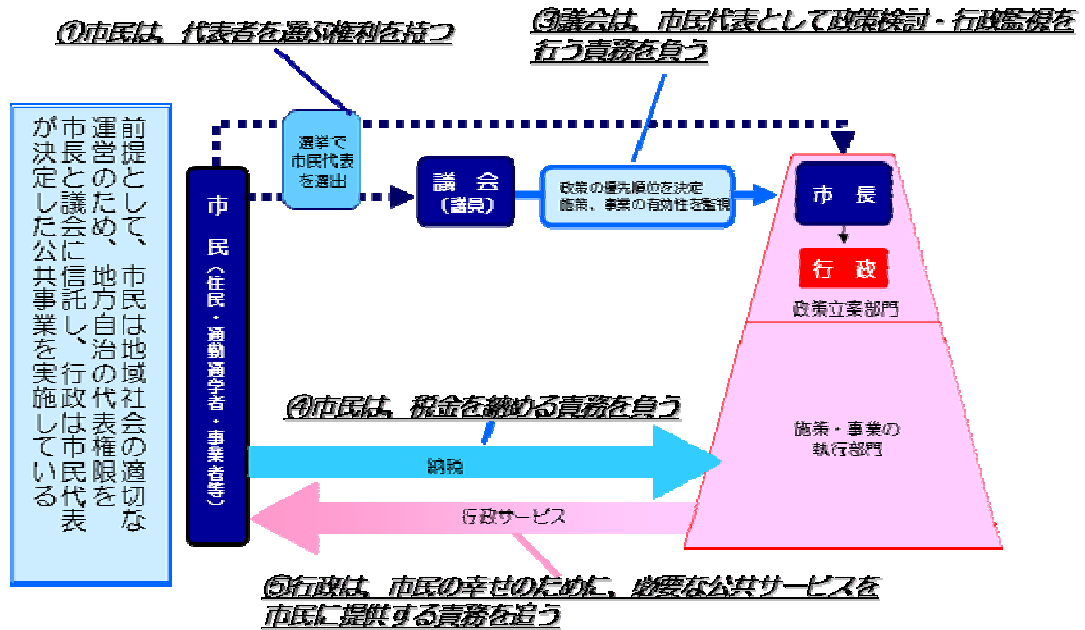 ①市民は、代表者を選ぶ権利を持つ
③議会は、市民代表として政策検討・行政監視を
行う責務を負う
前提として、市民は地域社会の適切な
運営のため、地方自治の代表権限を
市長と議会に信託し、行政は市民代表
が決定した公共事業を実施している
市 民(住民・通勤通学者・事業者等)
選挙で
市民代表
を選出
議 会
(議員)
政策の優先順位を決定
施策、事業の有効性を監視
市 長
行 政
政策立案部門
施策・事業の
執行部門
④市民は、税金を納める責務を負う
納税
行政サービス
⑤行政は、市民の幸せのために、必要な公共サービスを
市民に提供する責務を追う